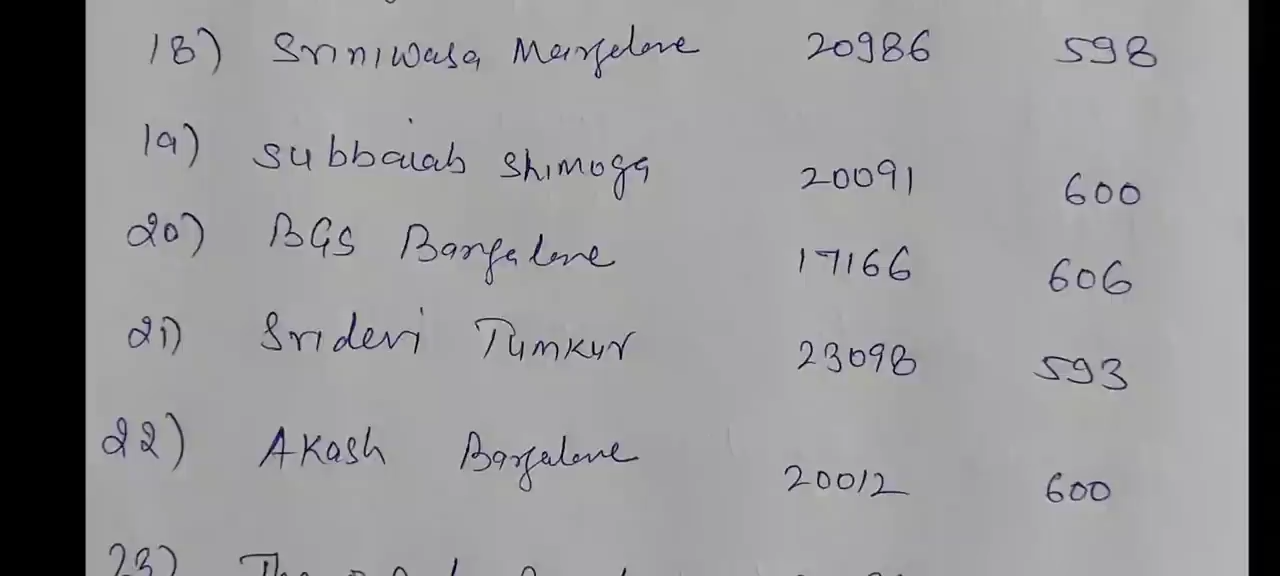 18) Sriniwasa Mangalore 20986 598
19) Subbaiah Shimoga 20091 600
20) BGS Bangalore 17166 606
21) Sridevi Tumkur 23098 593
22) Akash Bangalore 20012 600
23)